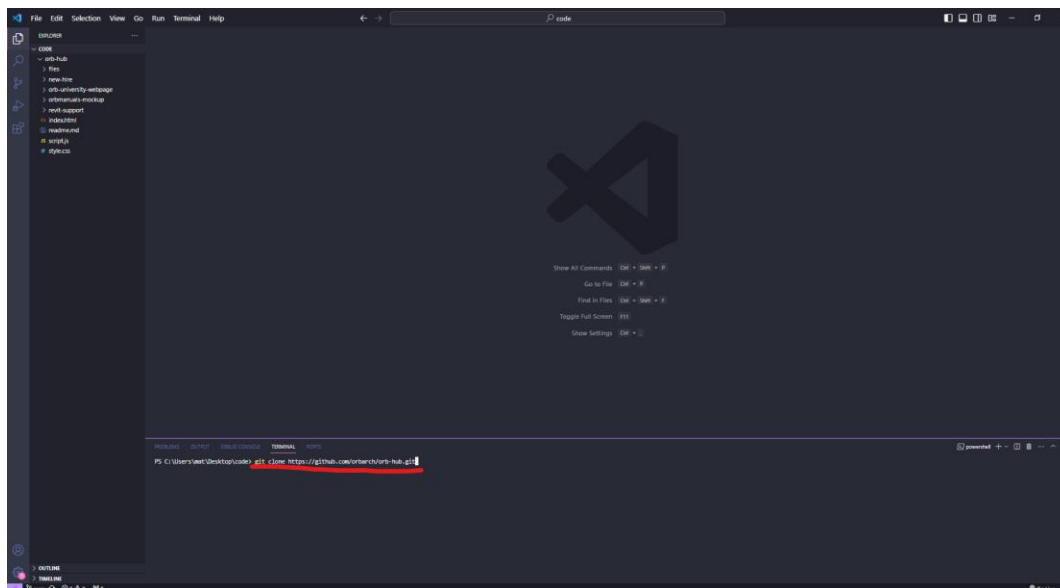 File Edit Selection View Go Run Terminal Help
code
EXPLORER
CODE
orb-hub
files
new-hire
orb-university-webpage
orbmanuals-mockup
revit-support
index.html
readme.md
script.js
style.css
Show All Commands Ctrl + Shift + P
Go to File Ctrl + P
Find in Files Ctrl + Shift + F
Toggle Full Screen F11
Show Settings Ctrl + ,
PROBLEMS OUTPUT DEBUG CONSOLE TERMINAL PORTS
powershell
PS C:\Users\mat\Desktop\code> git clone https://github.com/orbarch/orb-hub.git
OUTLINE
TIMELINE